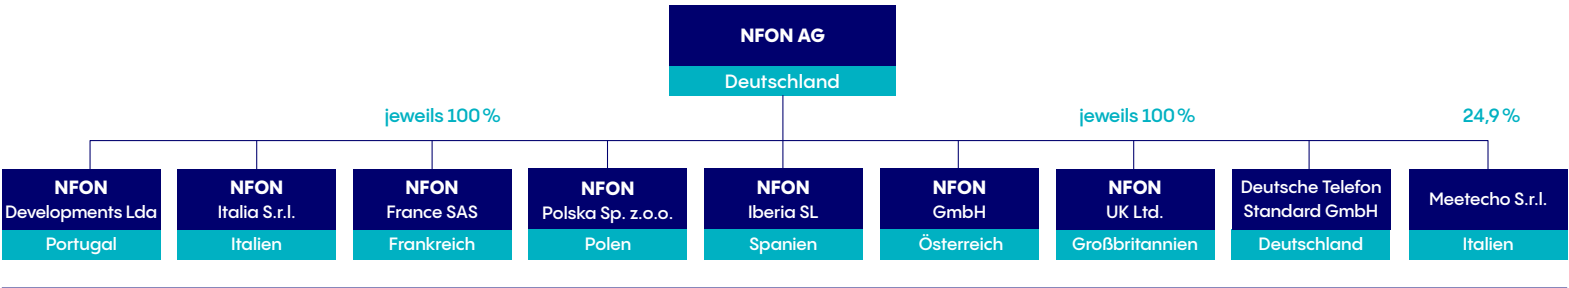 NFON AG
Deutschland
jeweils 100 %
jeweils 100 %
24,9 %
NFON
Developments Lda
Portugal
NFON
Italia S.r.l.
Italien
NFON
France SAS
Frankreich
NFON
Polska Sp. z.o.o.
Polen
NFON
Iberia SL
Spanien
NFON
GmbH
Österreich
NFON
UK Ltd.
Großbritannien
Deutsche Telefon
Standard GmbH
Deutschland
Meetecho S.r.l.
Italien